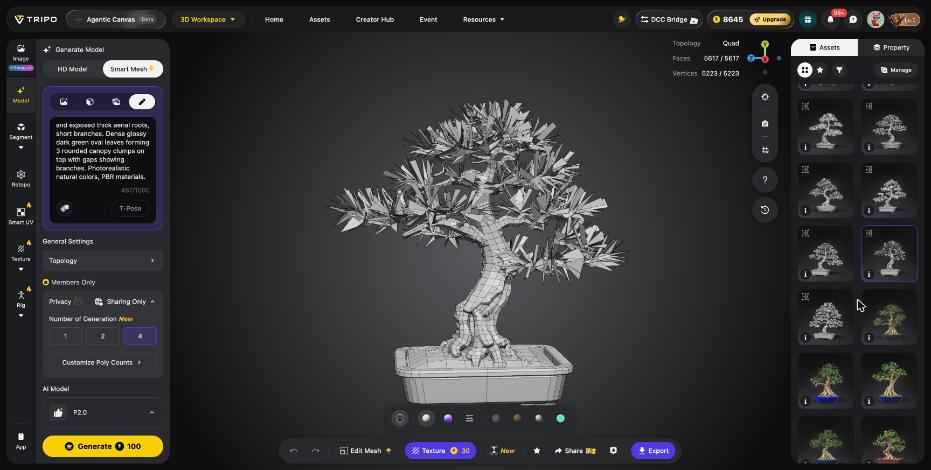 TRIPO
Agentic Canvas Beta
3D Workspace
Home
Assets
Creator Hub
Event
Resources
DCC Bridge
8645
Upgrade
99+
Lv.1
Image
Model
Segment
Retopo
Smart UV
Texture
Rig
App
Generate Model
HD Model
Smart Mesh
and exposed thick aerial roots,
short branches. Dense glossy
dark green oval leaves forming
3 rounded canopy clumps on
top with gaps showing
branches. Photorealistic
natural colors, PBR materials.
487/1000
T-Pose
General Settings
Topology
Members Only
Privacy
Sharing Only
Number of Generation New
1
2
4
Customize Poly Counts
AI Model
P2.0
Generate 100
Topology Quad
Faces 5617 / 5617
Vertices 5223 / 5223
Y
Z
X
?
Edit Mesh
Texture 30
New
Share
Export
Assets
Property
Manage